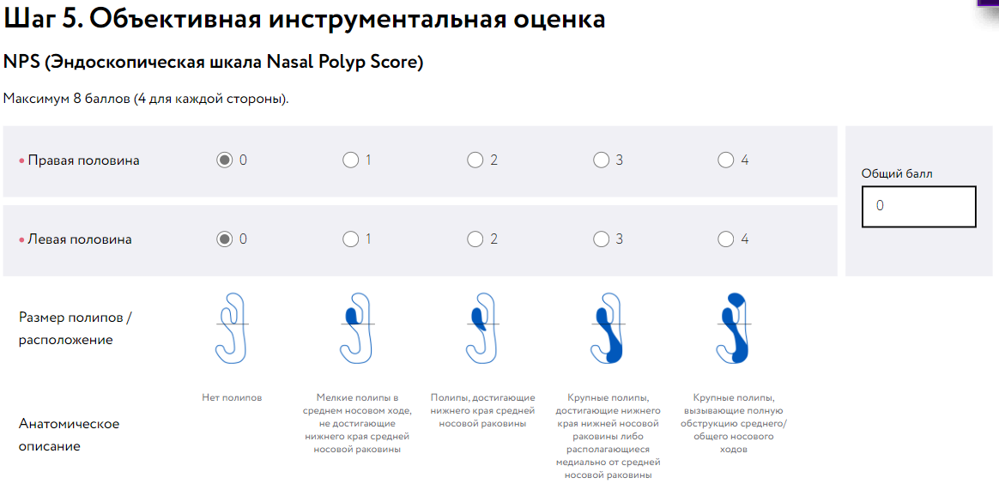 Шаг 5. Объективная инструментальная оценка
NPS (Эндоскопическая шкала Nasal Polyp Score)
Максимум 8 баллов (4 для каждой стороны).
Правая половина 0 1 2 3 4
Общий балл
0
Левая половина 0 1 2 3 4
Размер полипов /
расположение
Анатомическое
описание
Нет полипов
Мелкие полипы в
среднем носовом ходе,
не достигающие
нижнего края средней
носовой раковины
Полипы, достигающие
нижнего края средней
носовой раковины
Крупные полипы,
достигающие нижнего
края нижней носовой
раковины либо
располагающиеся
медиально от средней
носовой раковины
Крупные полипы,
вызывающие полную
обструкцию среднего/
общего носового
ходов